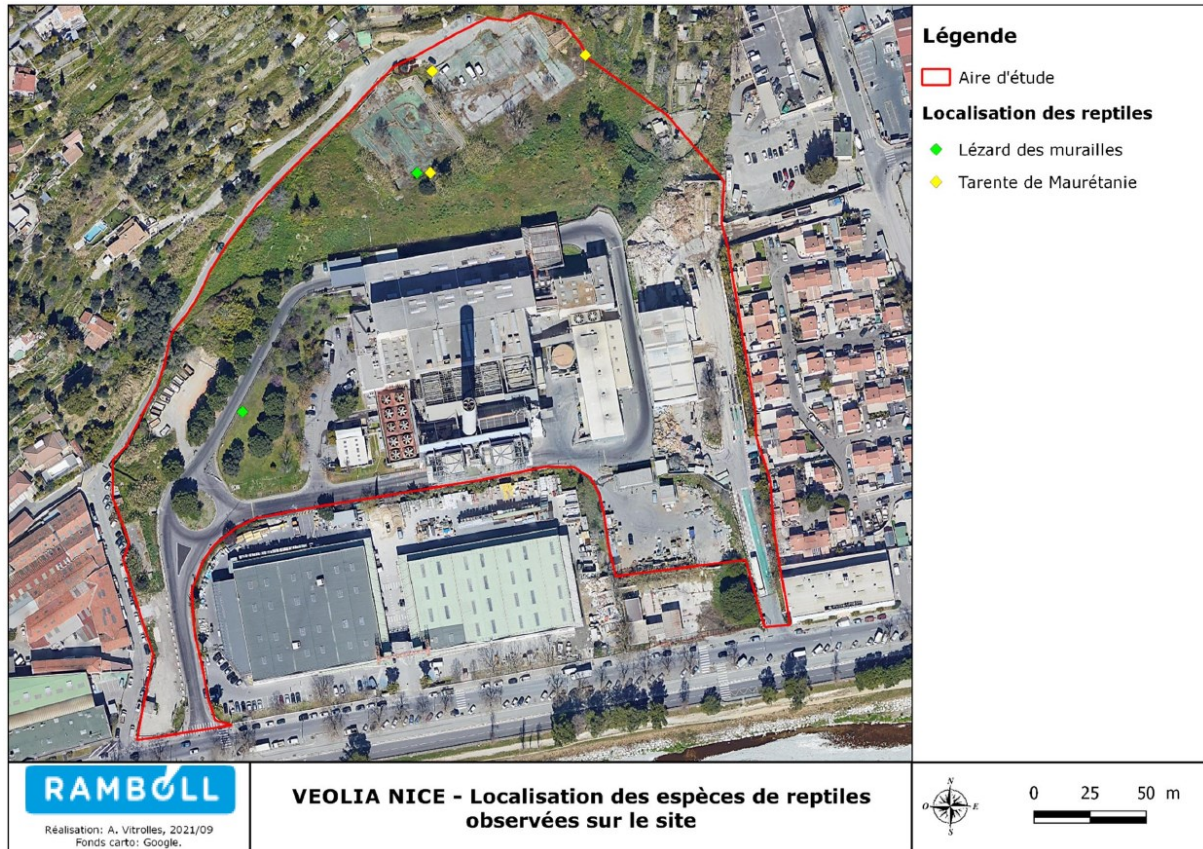 Légende
Aire d'étude
Localisation des reptiles
Lézard des murailles
Tarente de Maurétanie
RAMBOLL
Réalisation: A. Vitrolles, 2021/09
Fonds carto: Google.
VEOLIA NICE - Localisation des espèces de reptiles
observées sur le site
N
O E
S
0 25 50 m